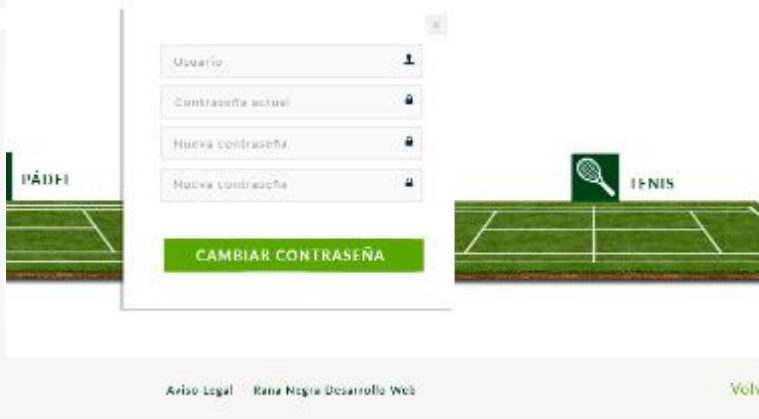 x
Usuario
Contraseña actual
Nueva contraseña
Nueva contraseña
PÁDEL
TENIS
CAMBIAR CONTRASEÑA
Aviso Legal Rana Negra Desarrollo Web
Volv